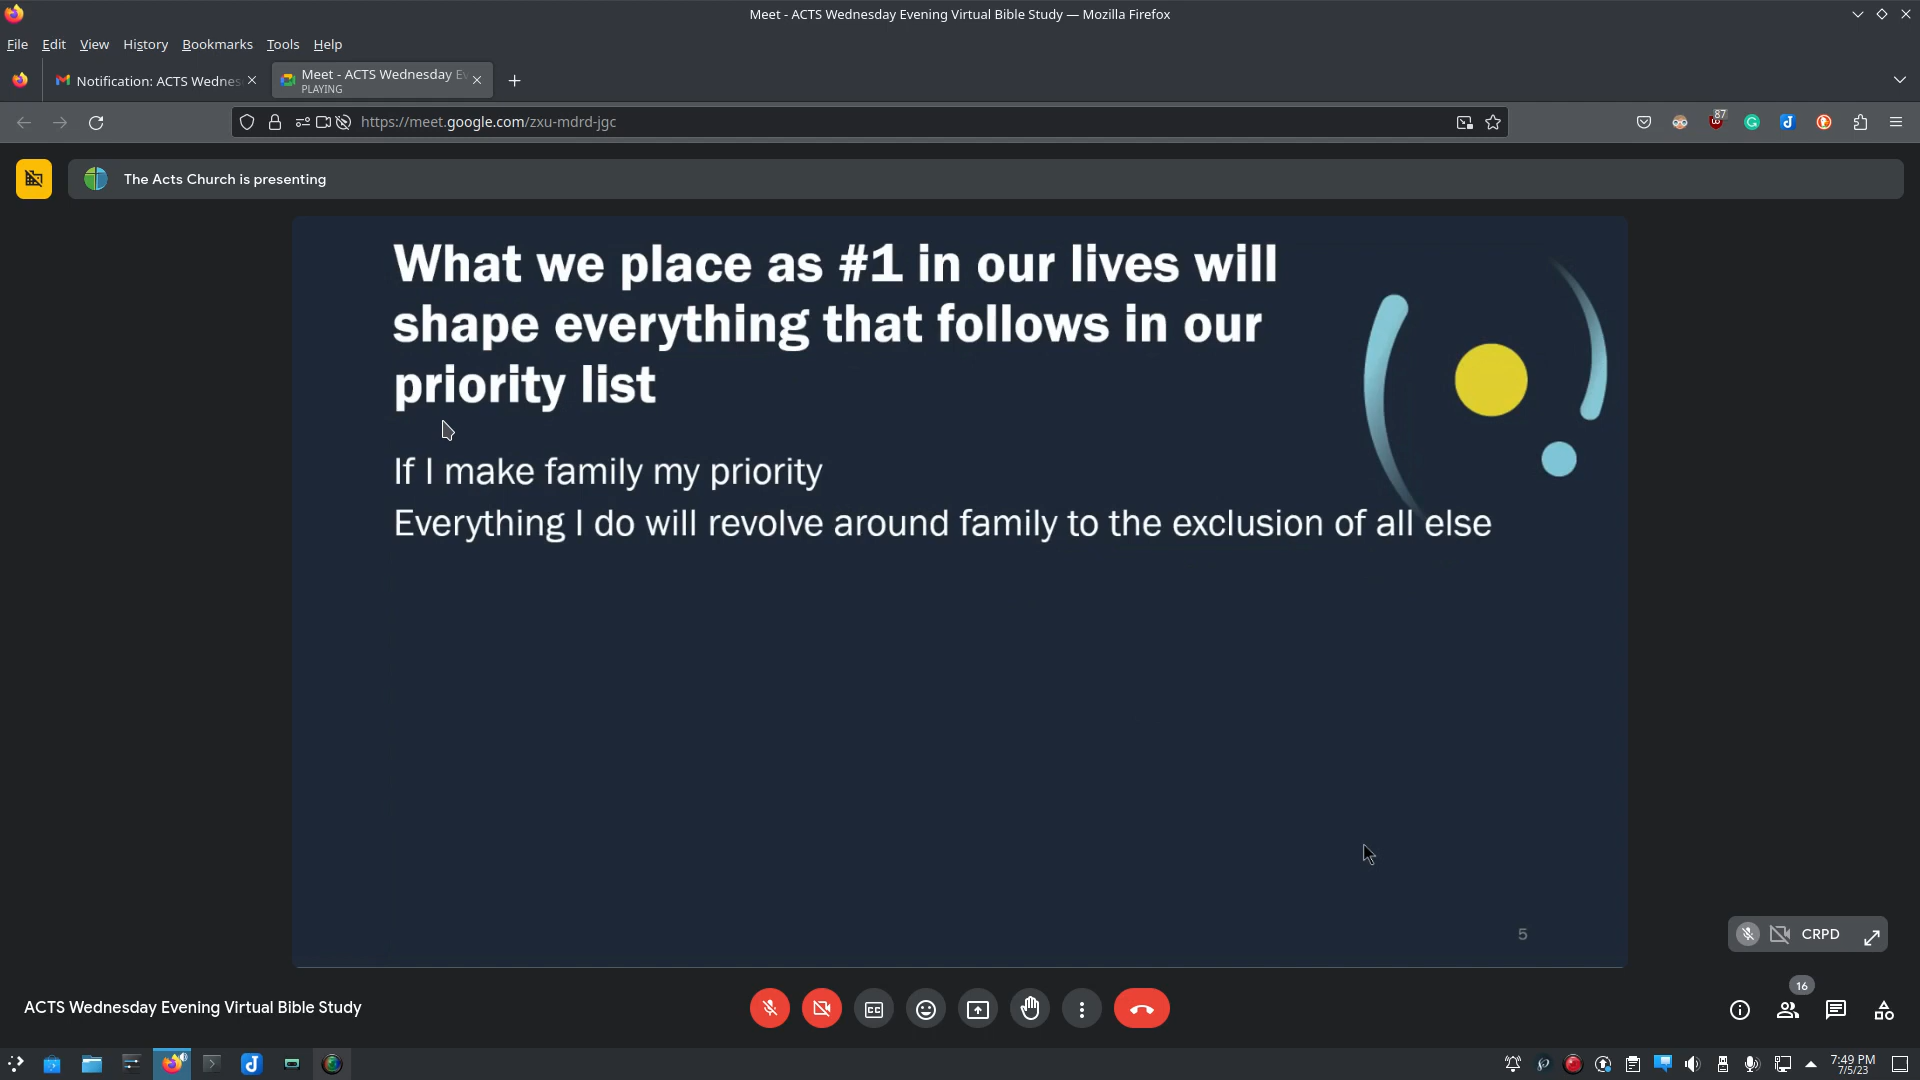 Meet - ACTS Wednesday Evening Virtual Bible Study — Mozilla Firefox
File Edit View History Bookmarks Tools Help
Notification: ACTS Wednes
Meet - ACTS Wednesday Ev
PLAYING
https://meet.google.com/zxu-mdrd-jgc
87
The Acts Church is presenting
What we place as #1 in our lives will
shape everything that follows in our
priority list
If I make family my priority
Everything I do will revolve around family to the exclusion of all else
5
CRPD
16
ACTS Wednesday Evening Virtual Bible Study
CC
7:49 PM
7/5/23